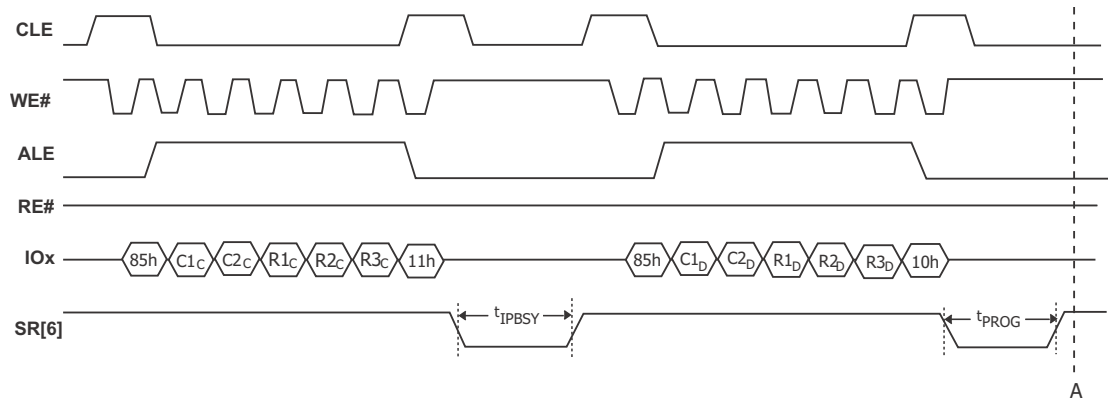 CLE
WE#
ALE
RE#
IOx 85h C1C C2C R1C R2C R3C 11h 85h C1D C2D R1D R2D R3D 10h
SR[6] tIPBSY tPROG
A